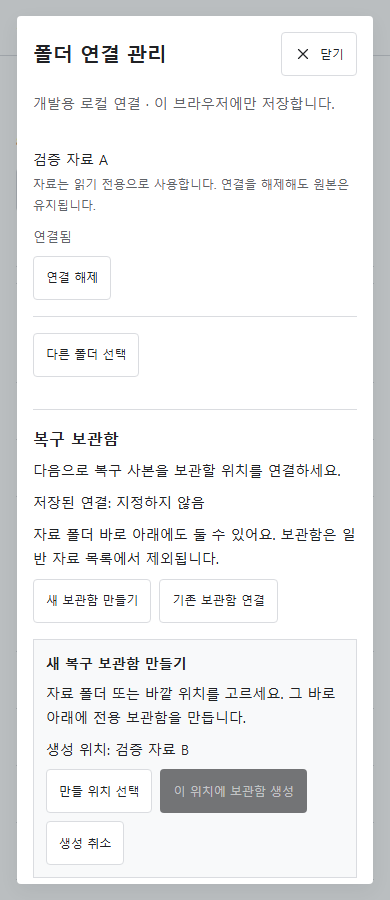 폴더 연결 관리
닫기
개발용 로컬 연결 · 이 브라우저에만 저장합니다.
검증 자료 A
자료는 읽기 전용으로 사용합니다. 연결을 해제해도 원본은
유지됩니다.
연결됨
연결 해제
다른 폴더 선택
복구 보관함
다음으로 복구 사본을 보관할 위치를 연결하세요.
저장된 연결: 지정하지 않음
자료 폴더 바로 아래에도 둘 수 있어요. 보관함은 일
반 자료 목록에서 제외됩니다.
새 보관함 만들기
기존 보관함 연결
새 복구 보관함 만들기
자료 폴더 또는 바깥 위치를 고르세요. 그 바로
아래에 전용 보관함을 만듭니다.
생성 위치: 검증 자료 B
만들 위치 선택
이 위치에 보관함 생성
생성 취소